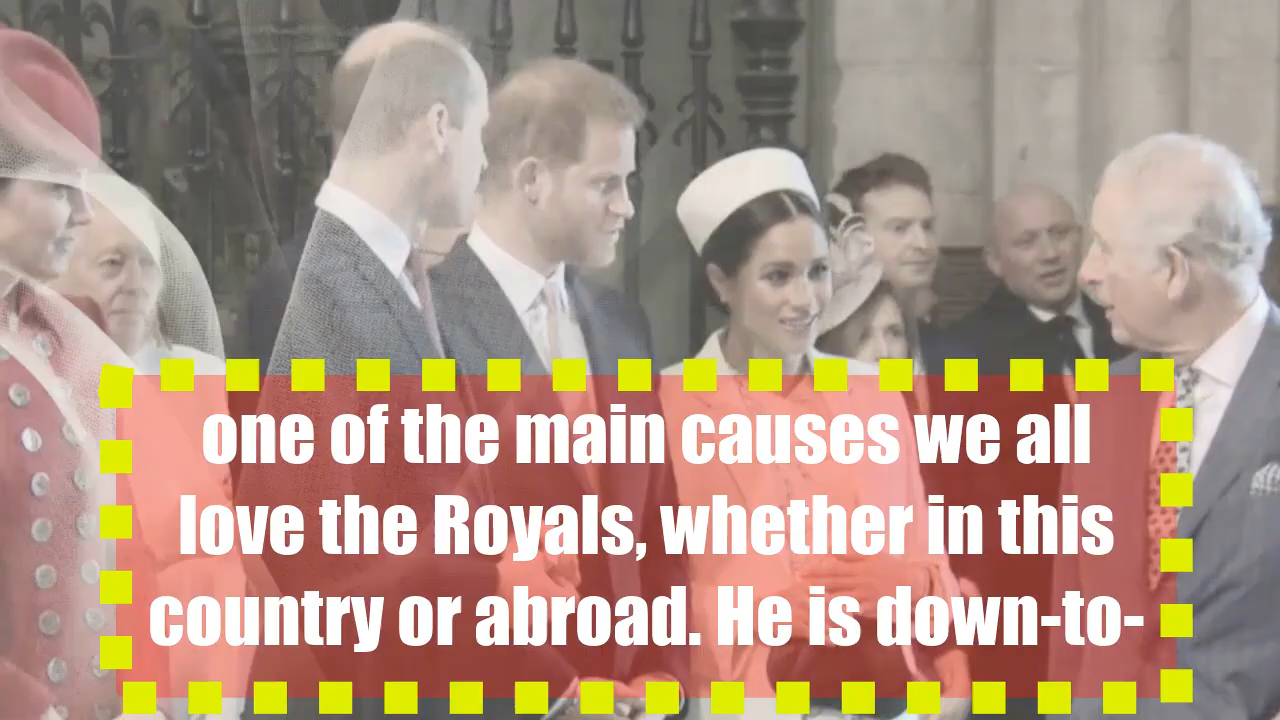 one of the main causes we all
love the Royals, whether in this
country or abroad. He is down-to-